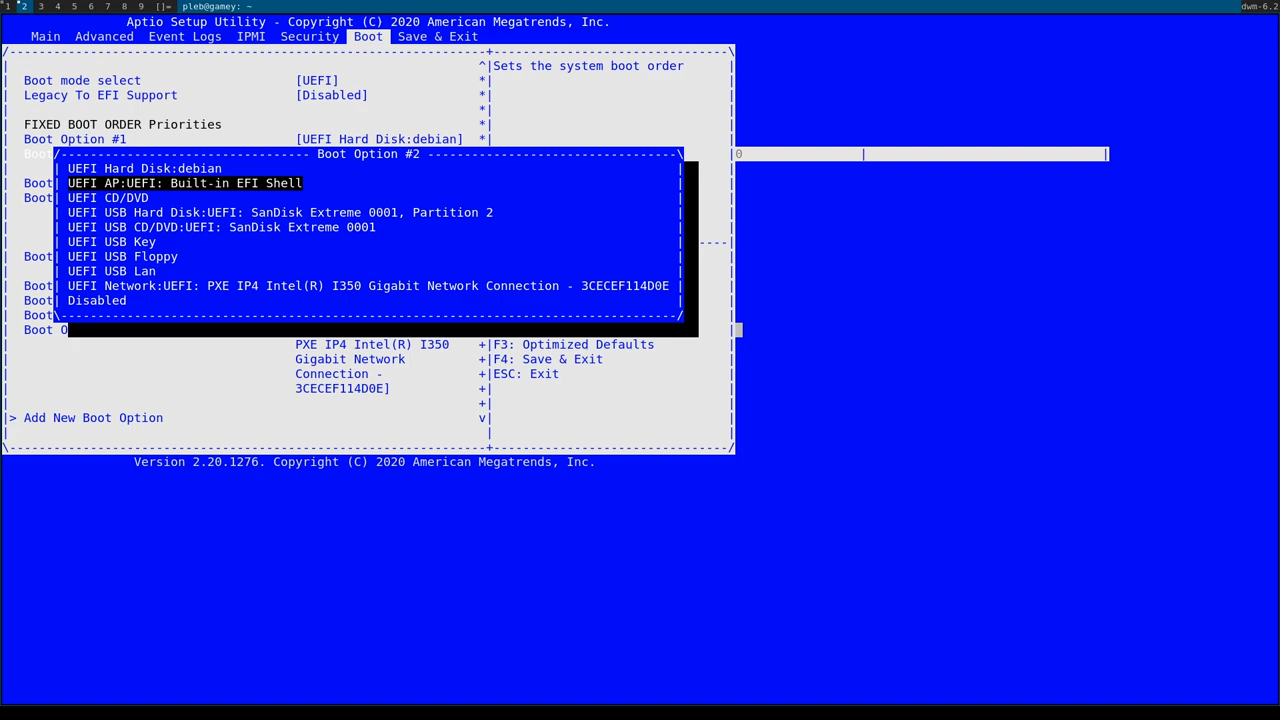 1 2 3 4 5 6 7 8 9 []= pleb@gamey: ~ dwm-6.2
Aptio Setup Utility - Copyright (C) 2020 American Megatrends, Inc.
Main Advanced Event Logs IPMI Security Boot Save & Exit
/----------------------------------------------------------------+--------------------------------\
| ^|Sets the system boot order |
| Boot mode select [UEFI] *| |
| Legacy To EFI Support [Disabled] *| |
| *| |
| FIXED BOOT ORDER Priorities *| |
| Boot Option #1 [UEFI Hard Disk:debian] *| |
| Boot/---------------------------------- Boot Option #2 ----------------------------------\ |0 | |
| | UEFI Hard Disk:debian | |
| Boot| UEFI AP:UEFI: Built-in EFI Shell | |
| Boot| UEFI CD/DVD | |
| | UEFI USB Hard Disk:UEFI: SanDisk Extreme 0001, Partition 2 | |
| | UEFI USB CD/DVD:UEFI: SanDisk Extreme 0001 | |
| | UEFI USB Key | ----|
| Boot| UEFI USB Floppy | |
| | UEFI USB Lan | |
| Boot| UEFI Network:UEFI: PXE IP4 Intel(R) I350 Gigabit Network Connection - 3CECEF114D0E | |
| Boot| Disabled | |
| Boot\------------------------------------------------------------------------------------/ |
| Boot O |
| PXE IP4 Intel(R) I350 +|F3: Optimized Defaults |
| Gigabit Network +|F4: Save & Exit |
| Connection - +|ESC: Exit |
| 3CECEF114D0E] +| |
| +| |
|> Add New Boot Option v| |
| | |
\----------------------------------------------------------------+--------------------------------/
Version 2.20.1276. Copyright (C) 2020 American Megatrends, Inc.